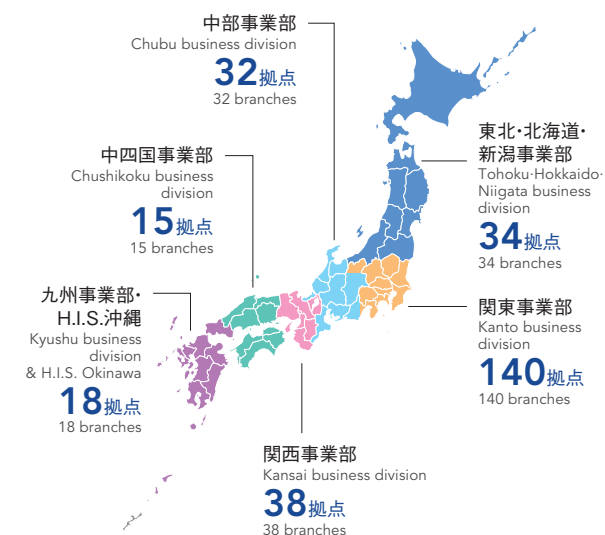 中部事業部
Chubu business division
32拠点
32 branches
東北・北海道・
新潟事業部
Tohoku-Hokkaido-
Niigata business
division
34拠点
34 branches
中四国事業部
Chushikoku business
division
15拠点
15 branches
九州事業部・
H.I.S.沖縄
Kyushu business
division
& H.I.S. Okinawa
18拠点
18 branches
関東事業部
Kanto business
division
140拠点
140 branches
関西事業部
Kansai business division
38拠点
38 branches